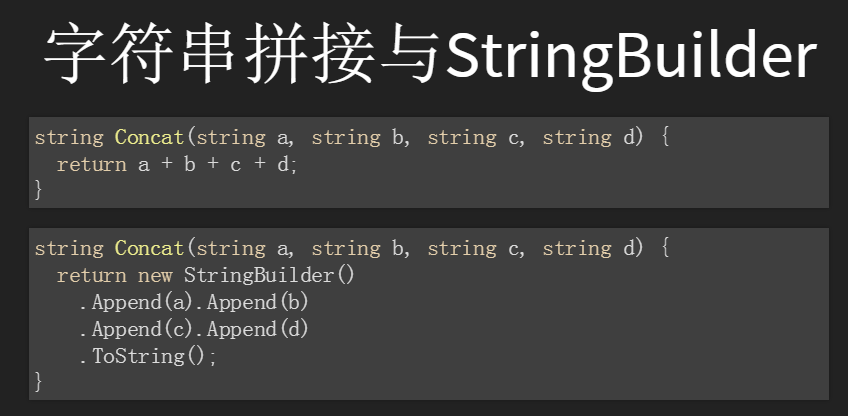 字符串拼接与StringBuilder
string Concat(string a, string b, string c, string d) {
  return a + b + c + d;
}
string Concat(string a, string b, string c, string d) {
  return new StringBuilder()
    .Append(a).Append(b)
    .Append(c).Append(d)
    .ToString();
}